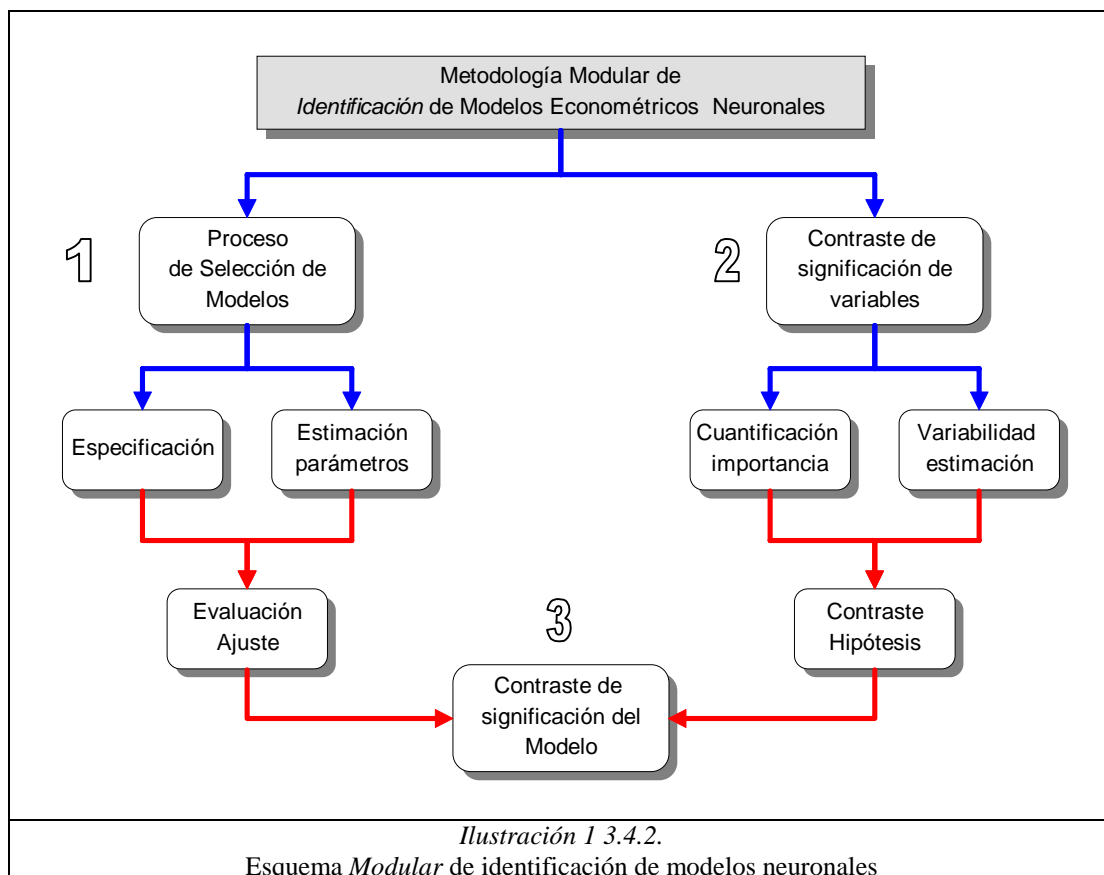 Metodología Modular de
Identificación de Modelos Econométricos Neuronales
1
Proceso
de Selección de
Modelos
2
Contraste de
significación de
variables
Especificación
Estimación
parámetros
Cuantificación
importancia
Variabilidad
estimación
Evaluación
Ajuste
3
Contraste
Hipótesis
Contraste de
significación del
Modelo
Ilustración 1 3.4.2.
Esquema Modular de identificación de modelos neuronales